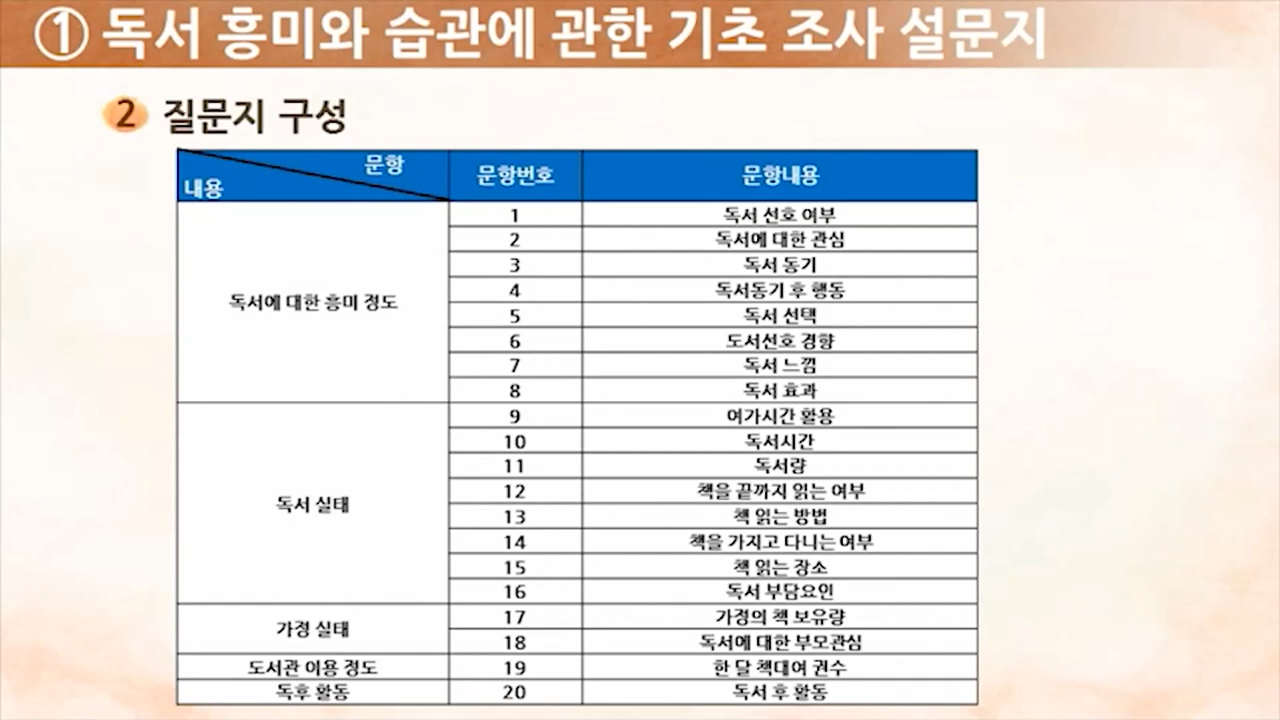 ① 독서 흥미와 습관에 관한 기초 조사 설문지
2 질문지 구성
문항
내용
문항번호 문항내용
독서에 대한 흥미 정도
1 독서 선호 여부
2 독서에 대한 관심
3 독서 동기
4 독서동기 후 행동
5 독서 선택
6 도서선호 경향
7 독서 느낌
8 독서 효과
독서 실태
9 여가시간 활용
10 독서시간
11 독서량
12 책을 끝까지 읽는 여부
13 책 읽는 방법
14 책을 가지고 다니는 여부
15 책 읽는 장소
16 독서 부담요인
가정 실태
17 가정의 책 보유량
18 독서에 대한 부모관심
도서관 이용 정도 19 한 달 책대여 권수
독후 활동 20 독서 후 활동